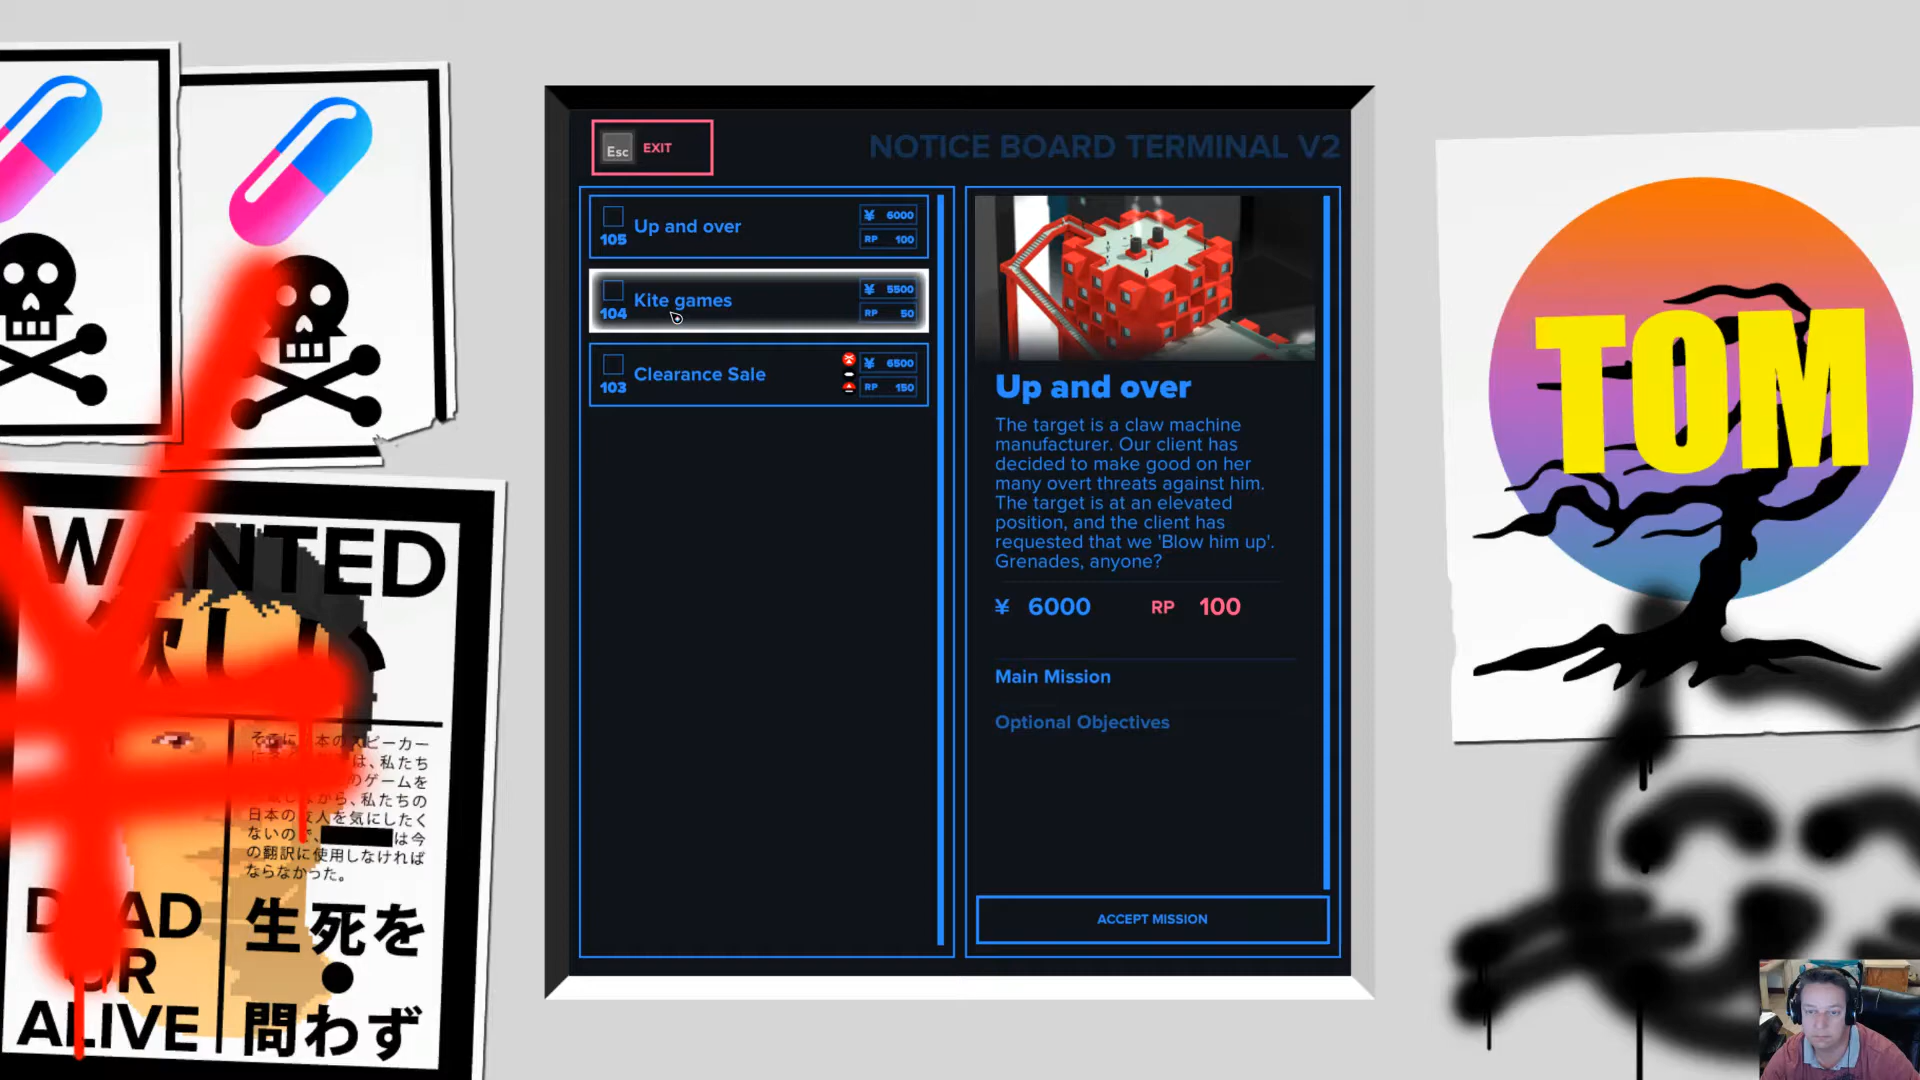 Esc EXIT
NOTICE BOARD TERMINAL V2
105 Up and over ¥ 6000 RP 100
104 Kite games ¥ 5500 RP 50
103 Clearance Sale ¥ 6500 RP 150
Up and over
The target is a claw machine
manufacturer. Our client has
decided to make good on her
many overt threats against him.
The target is at an elevated
position, and the client has
requested that we 'Blow him up'.
Grenades, anyone?
¥ 6000 RP 100
Main Mission
Optional Objectives
ACCEPT MISSION
TOM
WANTED
DEAD
OR
ALIVE
は、私たち
のゲームを
私たちの
日本の友人を気にしたく
ないので、
は今
の翻訳に使用しなければ
ならなかった。
生死を
問わず